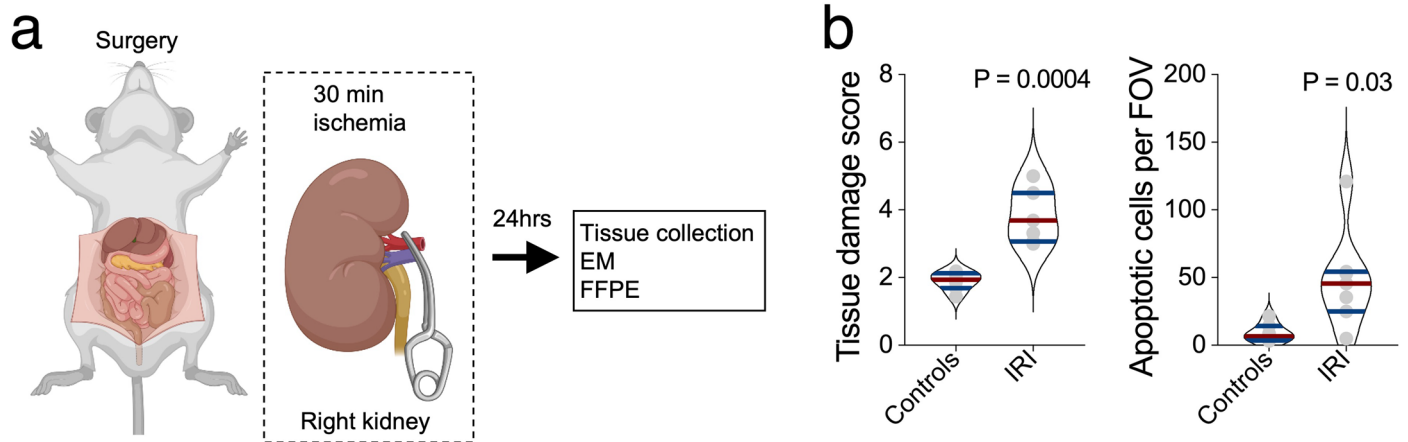 a
Surgery
30 min
ischemia
Right kidney
24hrs
Tissue collection
EM
FFPE
b
Tissue damage score
8
6
4
2
0
P = 0.0004
Controls
IRI
Apoptotic cells per FOV
200
150
100
50
0
P = 0.03
Controls
IRI